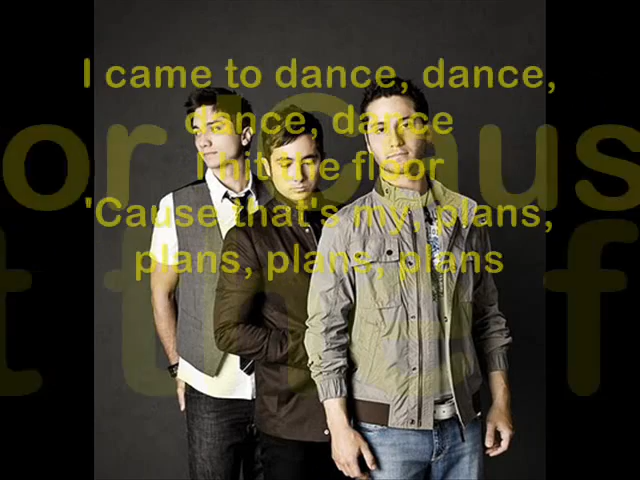 I came to dance, dance,
dance, dance
I hit the floor
'Cause that's my, plans,
plans, plans, plans